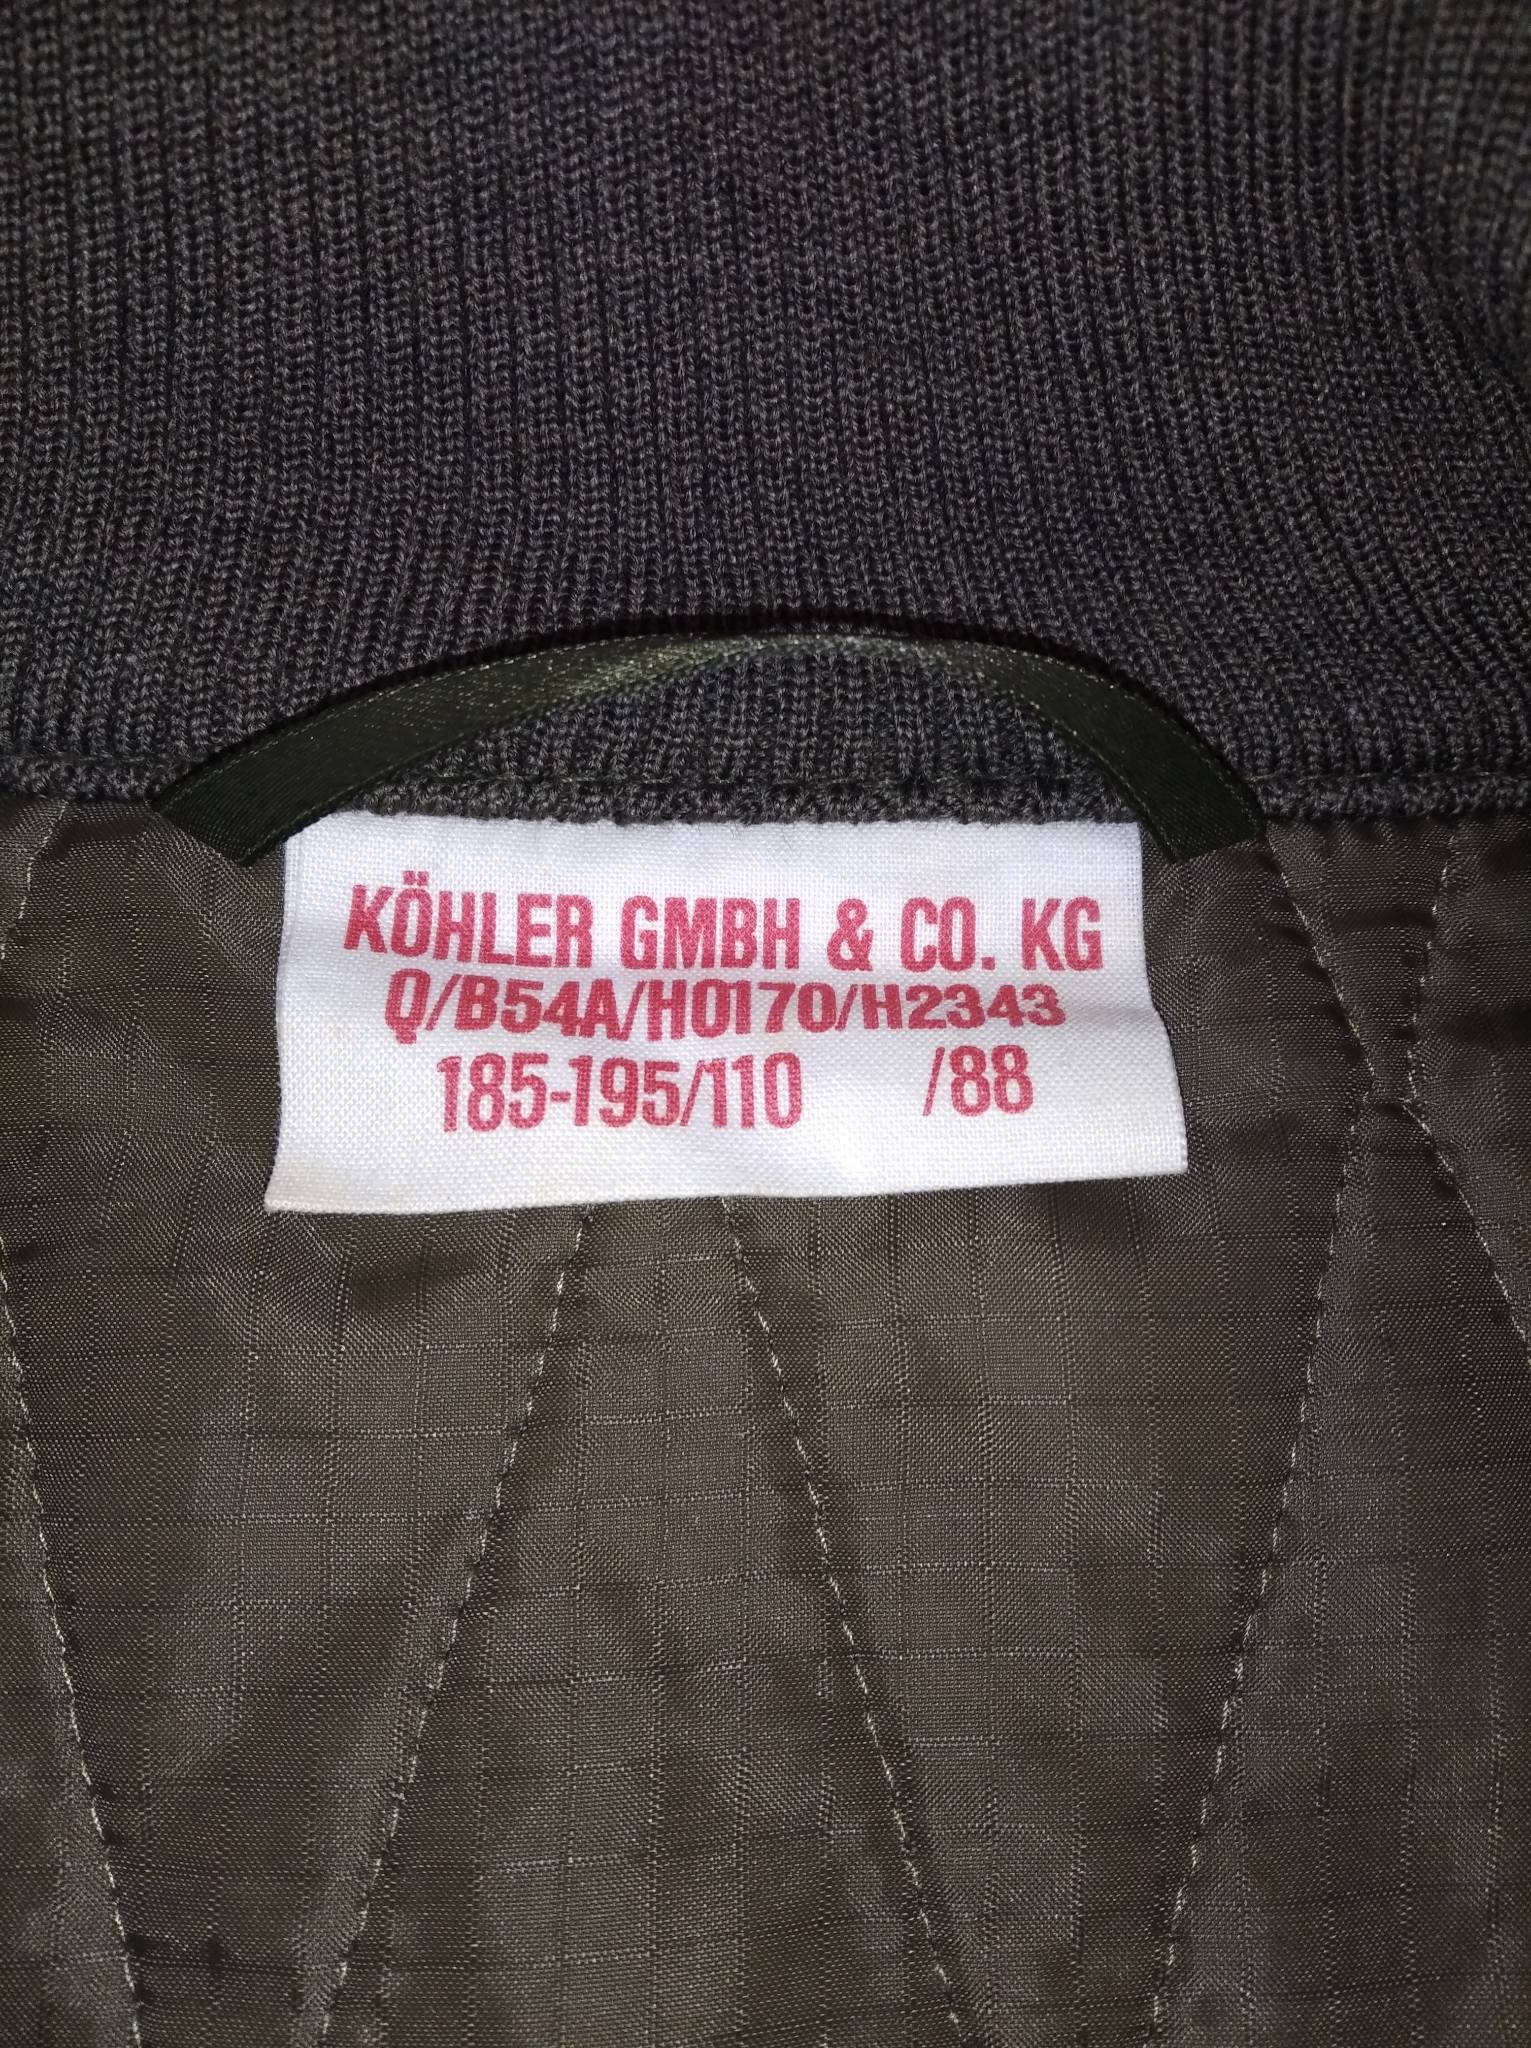 KÖHLER GMBH & CO. KG
Q/B54A/H0170/H2343
185-195/110 /88